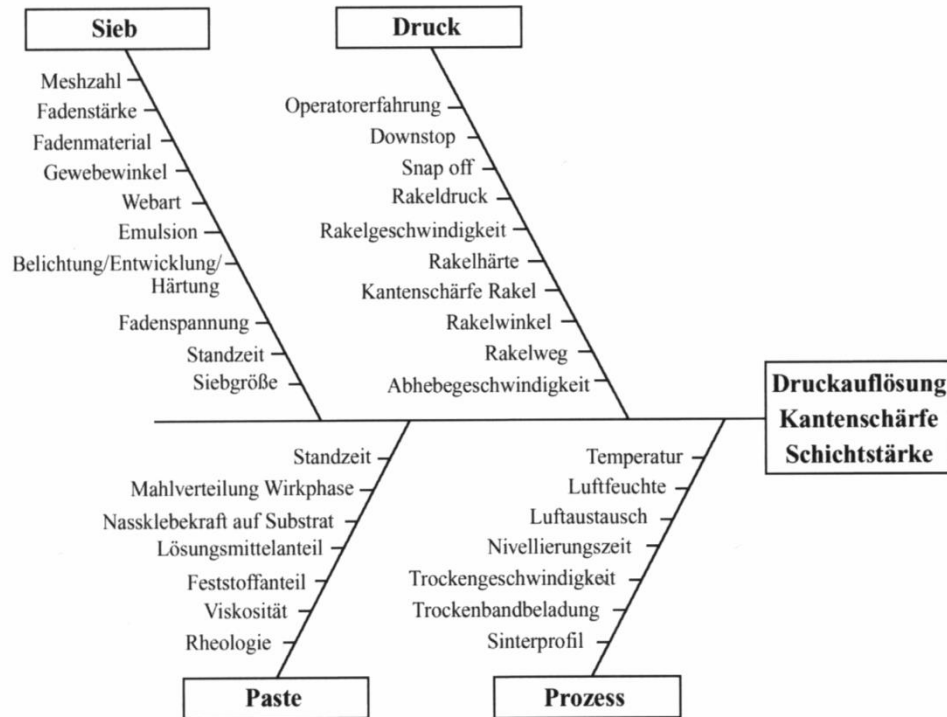 Sieb
Meshzahl
Fadenstärke
Fadenmaterial
Gewebewinkel
Webart
Emulsion
Belichtung/Entwicklung/
Härtung
Fadenspannung
Standzeit
Siebgröße
Druck
Operatorerfahrung
Downstop
Snap off
Rakeldruck
Rakelgeschwindigkeit
Rakelhärte
Kantenschärfe Rakel
Rakelwinkel
Rakelweg
Abhebegeschwindigkeit
Druckauflösung
Kantenschärfe
Schichtstärke
Standzeit
Mahlverteilung Wirkphase
Nassklebekraft auf Substrat
Lösungsmittelanteil
Feststoffanteil
Viskosität
Rheologie
Paste
Temperatur
Luftfeuchte
Luftaustausch
Nivellierungszeit
Trockengeschwindigkeit
Trockenbandbeladung
Sinterprofil
Prozess